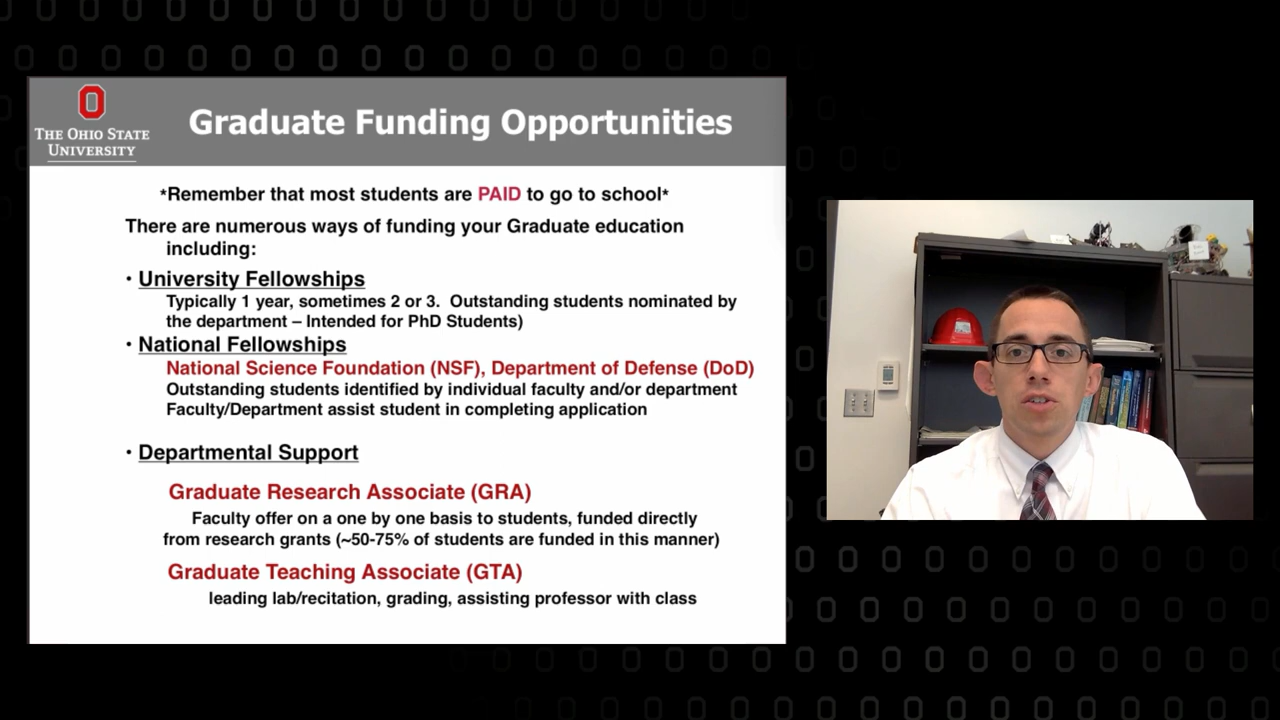 THE OHIO STATE
UNIVERSITY
Graduate Funding Opportunities
*Remember that most students are PAID to go to school*
There are numerous ways of funding your Graduate education
including:
• University Fellowships
Typically 1 year, sometimes 2 or 3. Outstanding students nominated by
the department – Intended for PhD Students)
• National Fellowships
National Science Foundation (NSF), Department of Defense (DoD)
Outstanding students identified by individual faculty and/or department
Faculty/Department assist student in completing application
• Departmental Support
Graduate Research Associate (GRA)
Faculty offer on a one by one basis to students, funded directly
from research grants (~50-75% of students are funded in this manner)
Graduate Teaching Associate (GTA)
leading lab/recitation, grading, assisting professor with class